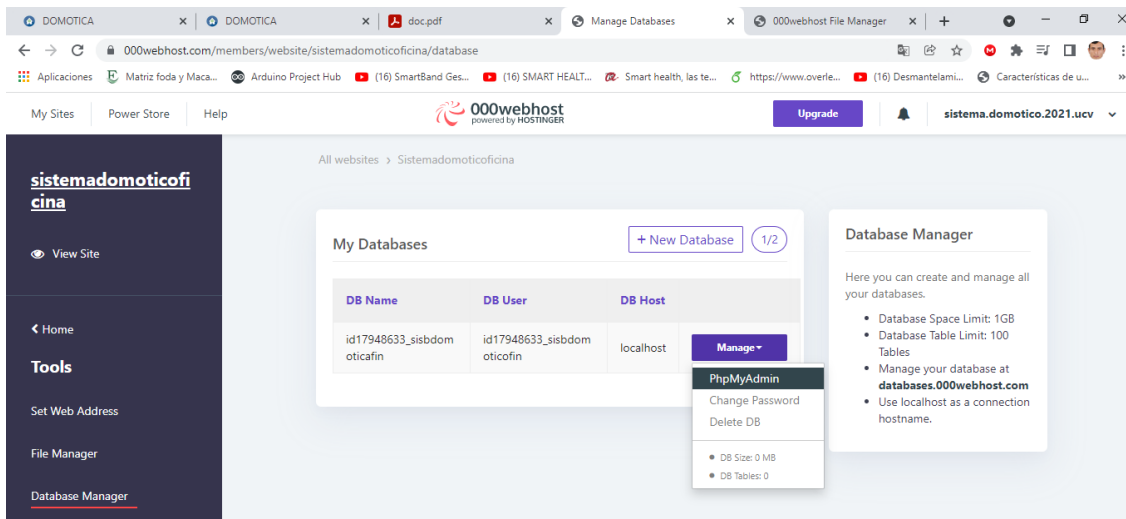 DOMOTICA
DOMOTICA
doc.pdf
Manage Databases
000webhost File Manager
000webhost.com/members/website/sistemadomoticoficina/database
Aplicaciones
Matriz foda y Maca...
Arduino Project Hub
(16) SmartBand Ges...
(16) SMART HEALT...
Smart health, las te...
https://www.overle...
(16) Desmantelami...
Características de u...
My Sites
Power Store
Help
000webhost
powered by HOSTINGER
Upgrade
sistema.domotico.2021.ucv
sistemadomoticofi
cina
View Site
Home
Tools
Set Web Address
File Manager
Database Manager
All websites > Sistemadomoticoficina
My Databases
+ New Database
1/2
DB Name
DB User
DB Host
id17948633_sisbdom
oticafin
id17948633_sisbdom
oticofin
localhost
Manage
PhpMyAdmin
Change Password
Delete DB
DB Size: 0 MB
DB Tables: 0
Database Manager
Here you can create and manage all
your databases.
Database Space Limit: 1GB
Database Table Limit: 100
Tables
Manage your database at
databases.000webhost.com
Use localhost as a connection
hostname.